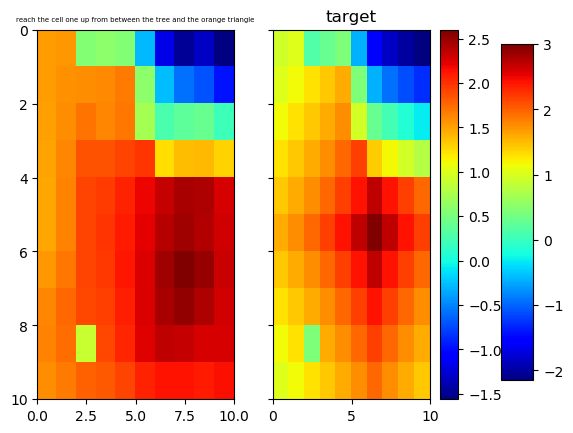 reach the cell one up from between the tree and the orange triangle
target
0 2 4 6 8 10
0.0 2.5 5.0 7.5 10.0
0 5 10
2.5 2.0 1.5 1.0 0.5 0.0 −0.5 −1.0 −1.5
3 2 1 0 −1 −2